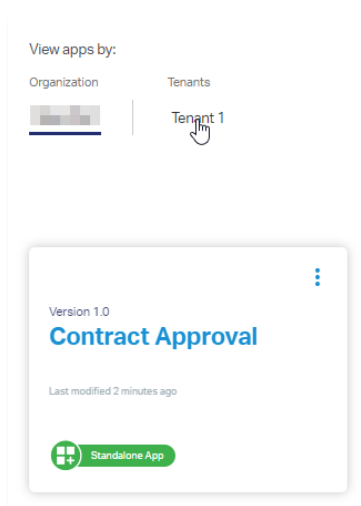 View apps by:
Organization Tenants
Tenant 1
Version 1.0
Contract Approval
Last modified 2 minutes ago
Standalone App